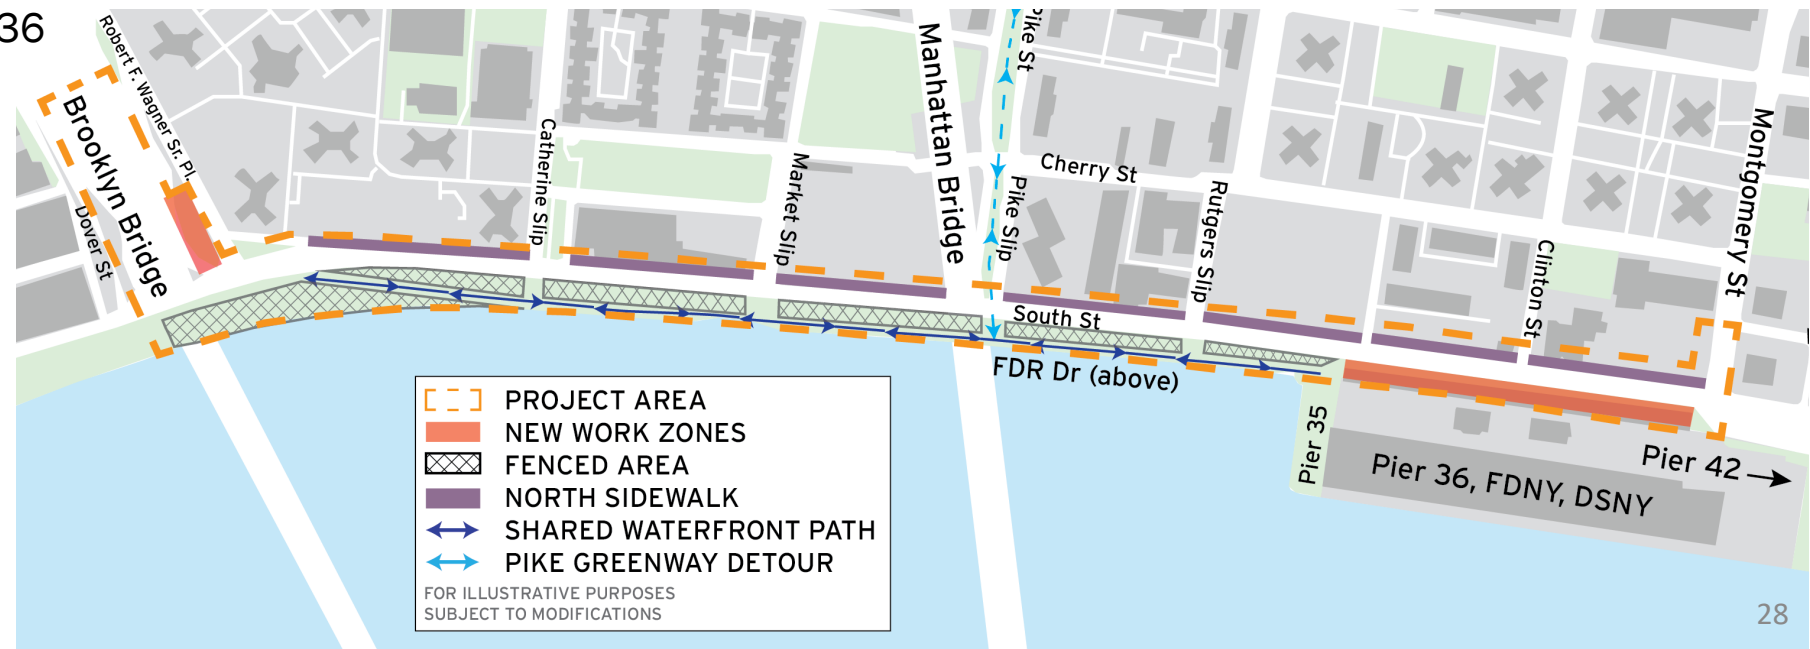 36
Robert F. Wagner Sr. Pl.
Brooklyn Bridge
Dover St
Catherine Slip
Market Slip
Manhattan Bridge
Pike St
Pike Slip
Cherry St
Rutgers Slip
Clinton St
Montgomery St
South St
FDR Dr (above)
Pier 35
Pier 36, FDNY, DSNY
Pier 42
PROJECT AREA
NEW WORK ZONES
FENCED AREA
NORTH SIDEWALK
SHARED WATERFRONT PATH
PIKE GREENWAY DETOUR
FOR ILLUSTRATIVE PURPOSES
SUBJECT TO MODIFICATIONS
28